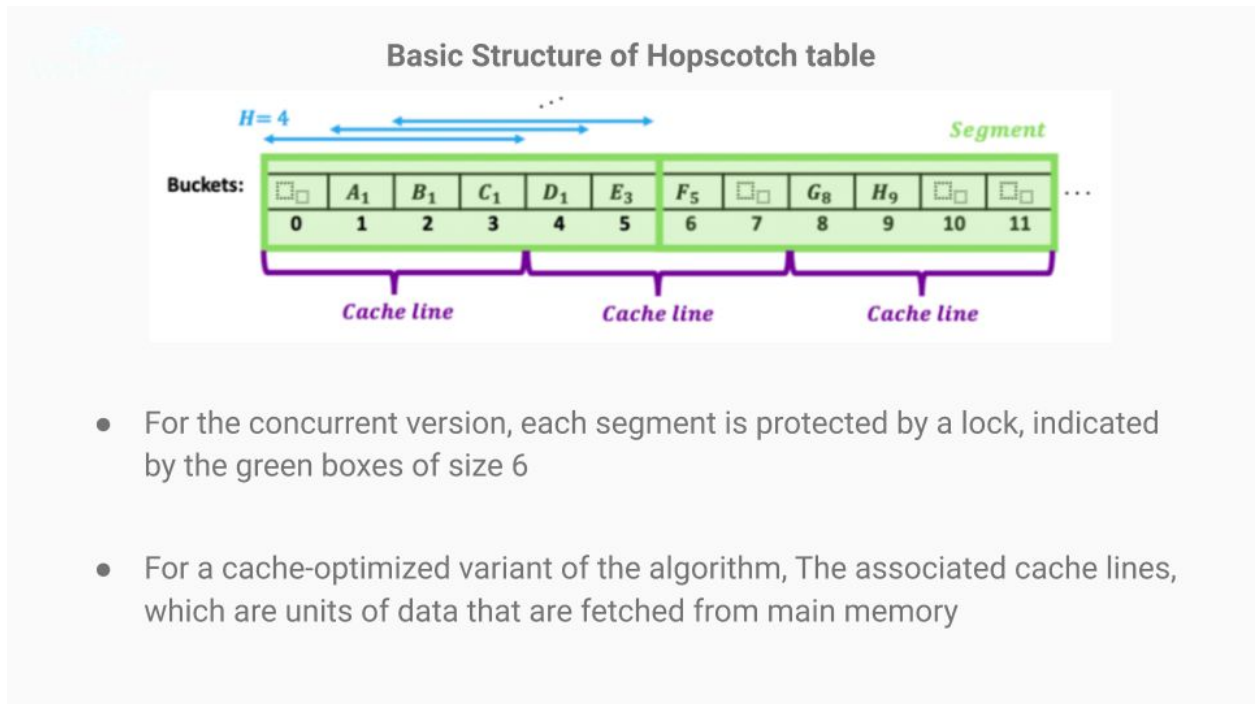 Basic Structure of Hopscotch table
...
H= 4
Segment
Buckets: A₁ B₁ C₁ D₁ E₃ F₅ G₈ H₉ ...
0 1 2 3 4 5 6 7 8 9 10 11
Cache line Cache line Cache line
● For the concurrent version, each segment is protected by a lock, indicated
by the green boxes of size 6
● For a cache-optimized variant of the algorithm, The associated cache lines,
which are units of data that are fetched from main memory